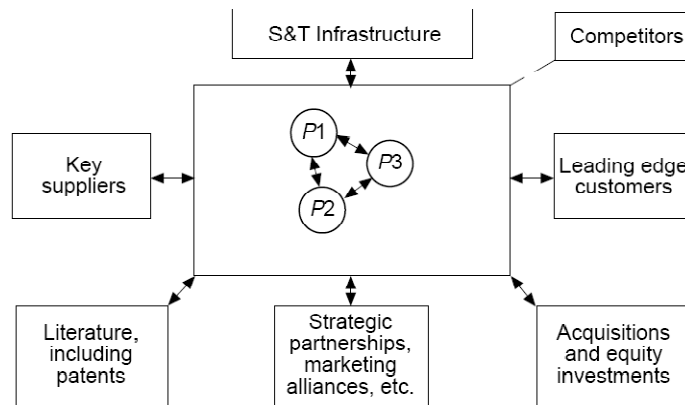 S&T Infrastructure
Competitors
P1
P3
P2
Key
suppliers
Leading edge
customers
Literature,
including
patents
Strategic
partnerships,
marketing
alliances, etc.
Acquisitions
and equity
investments